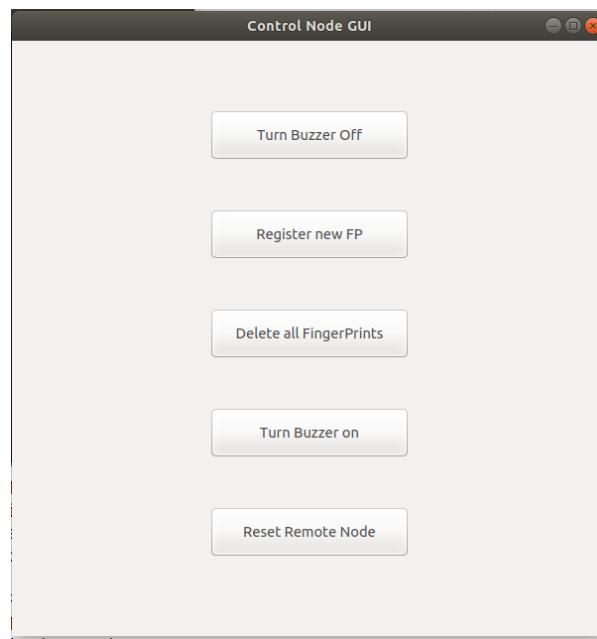 Control Node GUI
Turn Buzzer Off
Register new FP
Delete all FingerPrints
Turn Buzzer on
Reset Remote Node